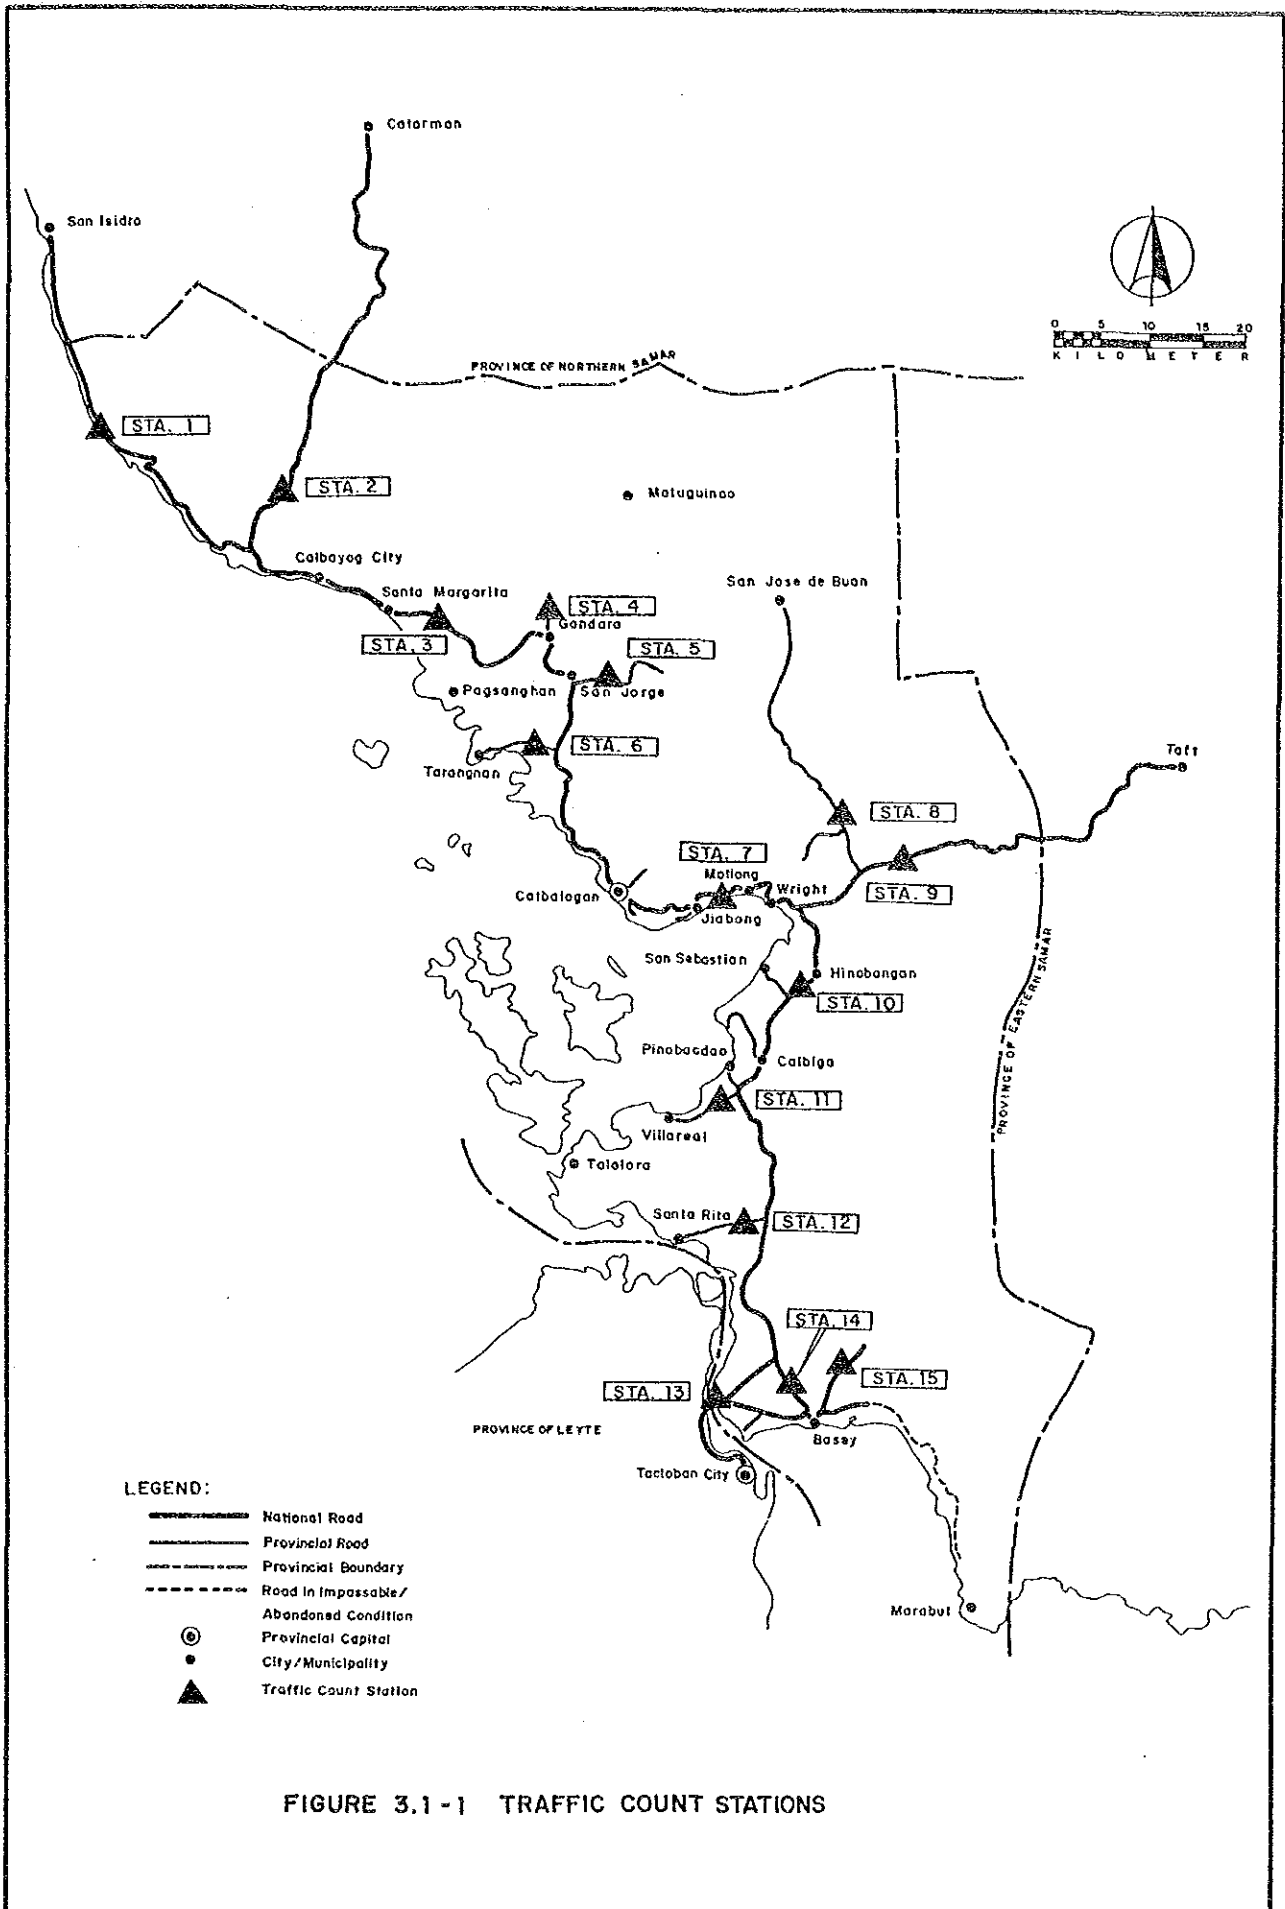 Catarman
San Isidro
0 5 10 15 20
KILOMETER
PROVINCE OF NORTHERN SAMAR
STA. 1
STA. 2
Matuguinao
Calbayog City
San Jose de Buan
Santa Margarita
STA. 4
Gandara
STA. 3
STA. 5
Pagsanghan
San Jorge
STA. 6
Taft
Tarangnan
STA. 8
STA. 7
Motiong
Catbalogan
Wright
STA. 9
Jiabong
San Sebastian
Hinabangan
STA. 10
PROVINCE OF EASTERN SAMAR
Pinabacdao
Calbiga
STA. 11
Villareal
Talalora
Santa Rita
STA. 12
STA. 14
STA. 15
STA. 13
PROVINCE OF LEYTE
Basey
Tacloban City
LEGEND:
National Road
Provincial Road
Provincial Boundary
Road in Impassable/
Abandoned Condition
Marabut
Provincial Capital
City/Municipality
Traffic Count Station
FIGURE 3.1-1 TRAFFIC COUNT STATIONS